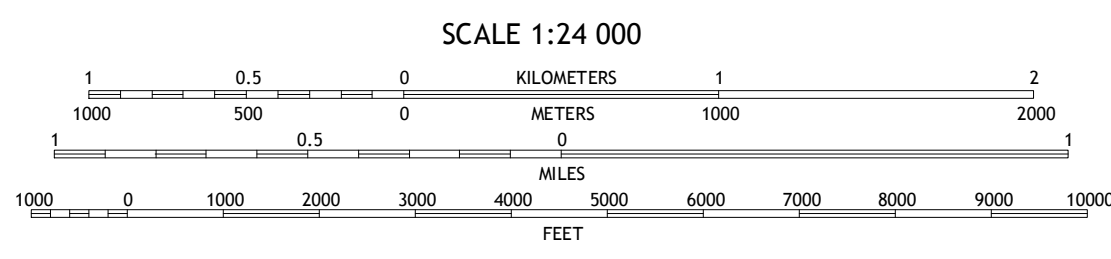 SCALE 1:24 000
1 0.5 0 KILOMETERS 1 2
1000 500 0 METERS 1000 2000
1 0.5 0 1
MILES
1000 0 1000 2000 3000 4000 5000 6000 7000 8000 9000 10000
FEET